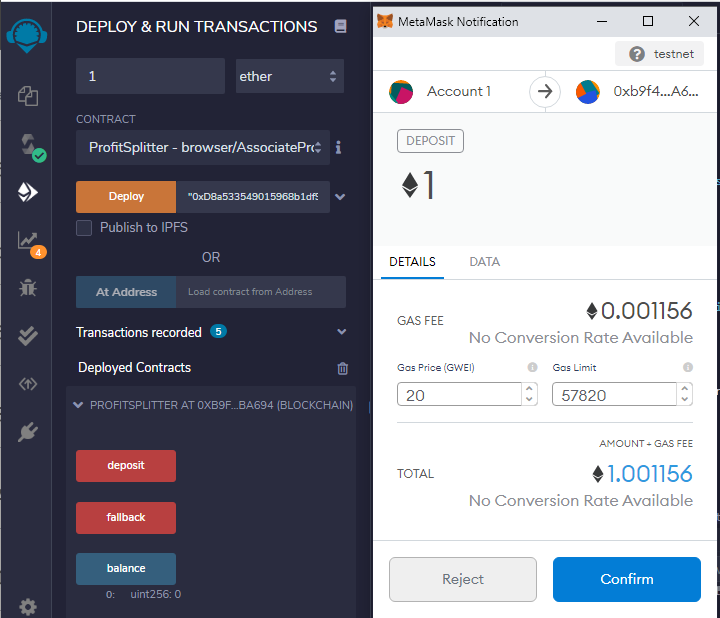 DEPLOY & RUN TRANSACTIONS
1
ether
CONTRACT
ProfitSplitter - browser/AssociatePro
Deploy
"0xD8a533549015968b1df5
Publish to IPFS
OR
At Address
Load contract from Address
Transactions recorded
5
Deployed Contracts
PROFITSPLITTER AT 0XB9F...BA694 (BLOCKCHAIN)
deposit
fallback
balance
0: uint256: 0
4
MetaMask Notification
testnet
Account 1
0xb9f4...A6...
DEPOSIT
1
DETAILS
DATA
GAS FEE
0.001156
No Conversion Rate Available
Gas Price (GWEI)
Gas Limit
20
57820
AMOUNT + GAS FEE
TOTAL
1.001156
No Conversion Rate Available
Reject
Confirm